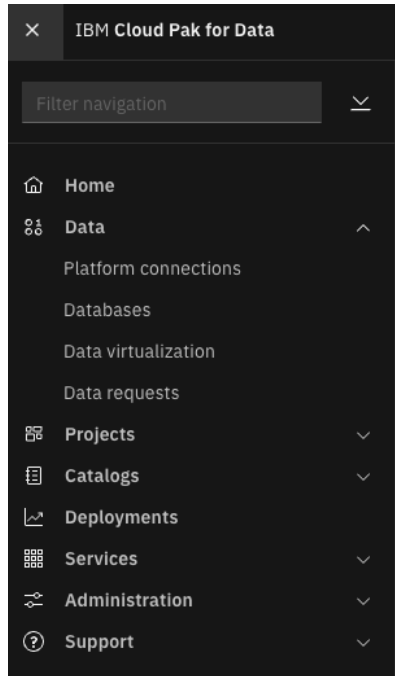 IBM Cloud Pak for Data
Filter navigation
Home
Data
Platform connections
Databases
Data virtualization
Data requests
Projects
Catalogs
Deployments
Services
Administration
Support